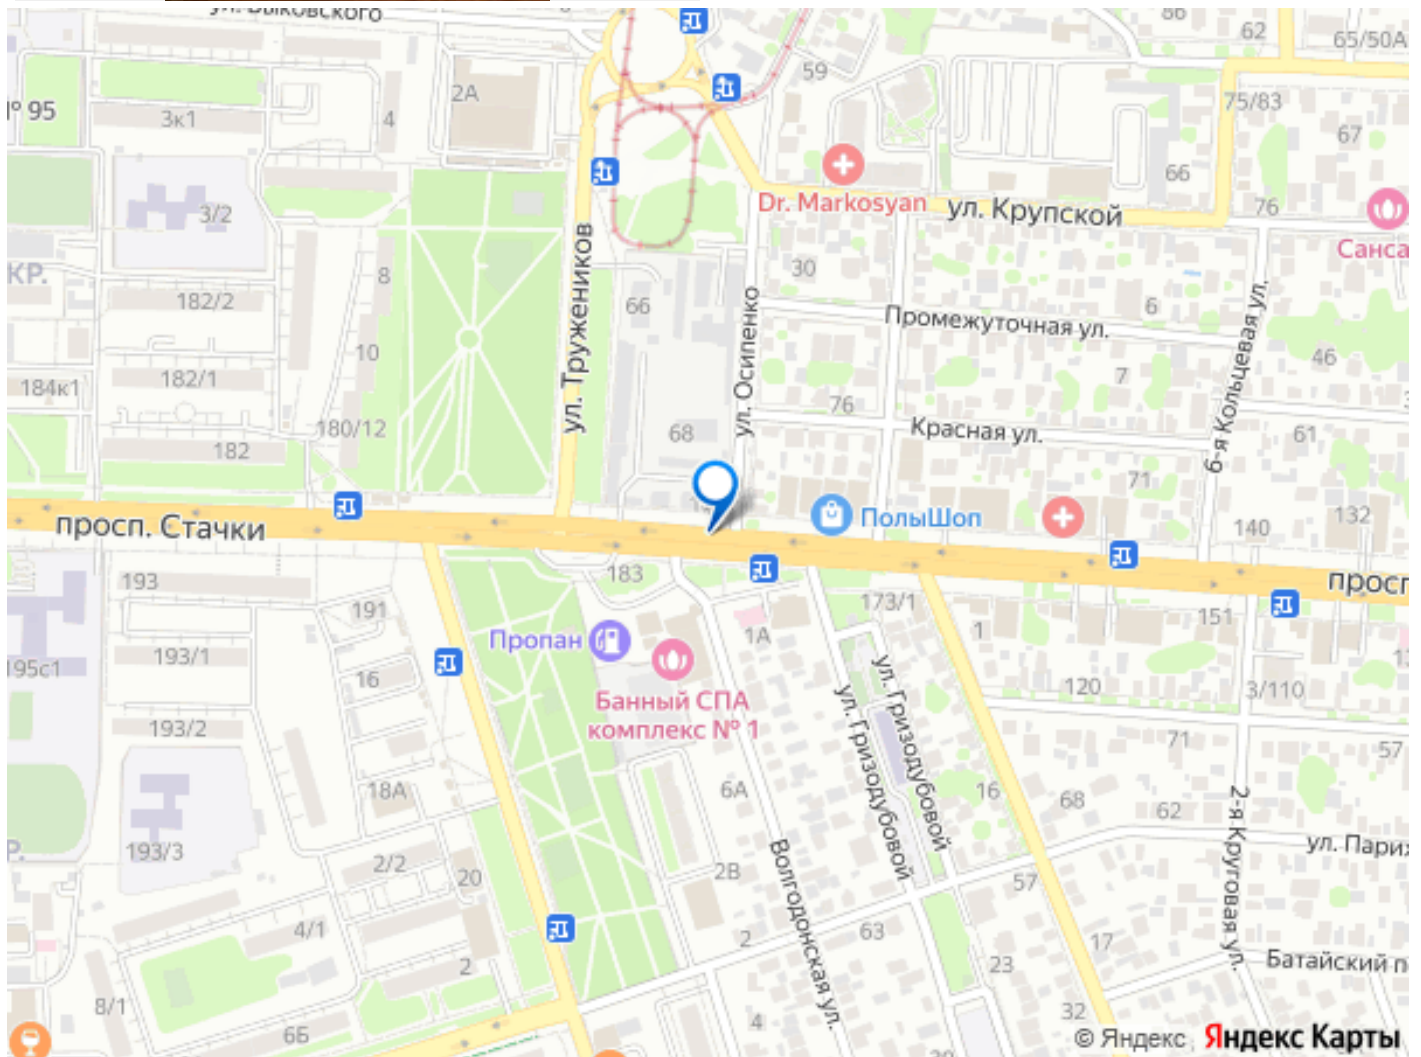 ул. Быковского
86
62
65/50А
59
2А
75/83
№ 95
3к1
4
67
66
Dr. Markosyan
ул. Крупской
76
3/2
Санса
КР.
8
30
182/2
66
6
Промежуточная ул.
ул. Тружеников
ул. Осипенко
9-я Кольцевая ул.
10
46
184к1
182/1
7
76
180/12
68
Красная ул.
61
182
71
просп. Стачки
ПолыШоп
140
132
193
183
просп
191
173/1
151
1А
1
Пропан
193/1
195с1
16
120
3/110
Банный СПА
комплекс № 1
ул. Гризодубовой
ул. Гризодубовой
193/2
71
57
6А
16
18А
68
62
2-я Круговая ул.
193/3
Р.
ул. Париж
2/2
20
2В
Волгодонская ул.
57
4/1
2
63
17
2
23
Батайский п
8/1
6Б
4
32
© Яндекс Яндекс Карты